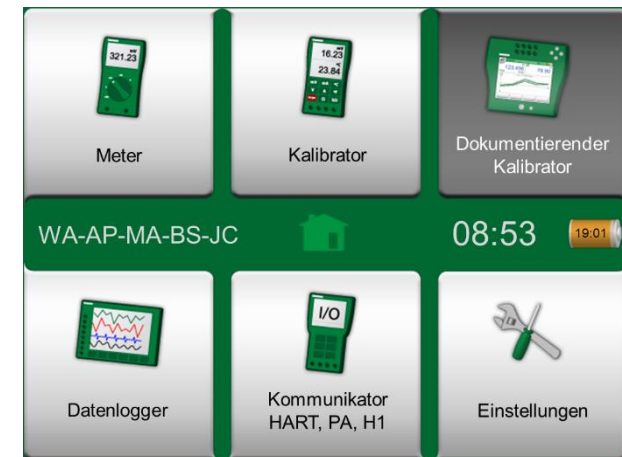 321.23
Meter
16.23
23.84
Kalibrator
Dokumentierender
Kalibrator
WA-AP-MA-BS-JC
08:53
19:01
Datenlogger
I/O
Kommunikator
HART, PA, H1
Einstellungen